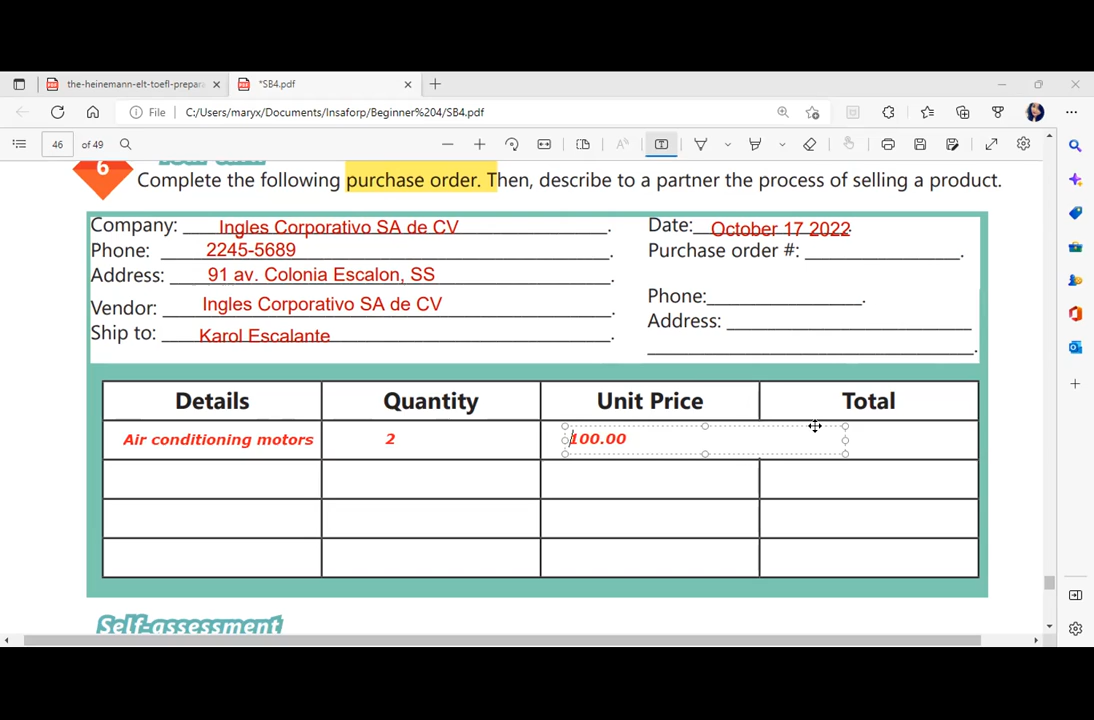 the-heinemann-elt-toefl-prepara
*SB4.pdf
File C:/Users/maryx/Documents/Insaforp/Beginner%204/SB4.pdf
46 of 49
6
Complete the following purchase order. Then, describe to a partner the process of selling a product.
Company: Ingles Corporativo SA de CV.
Date: October 17 2022.
Phone: 2245-5689.
Purchase order #: .
Address: 91 av. Colonia Escalon, SS.
Phone: .
Vendor: Ingles Corporativo SA de CV.
Address: .
Ship to: Karol Escalante.
Details Quantity Unit Price Total
Air conditioning motors 2 100.00
Self-assessment